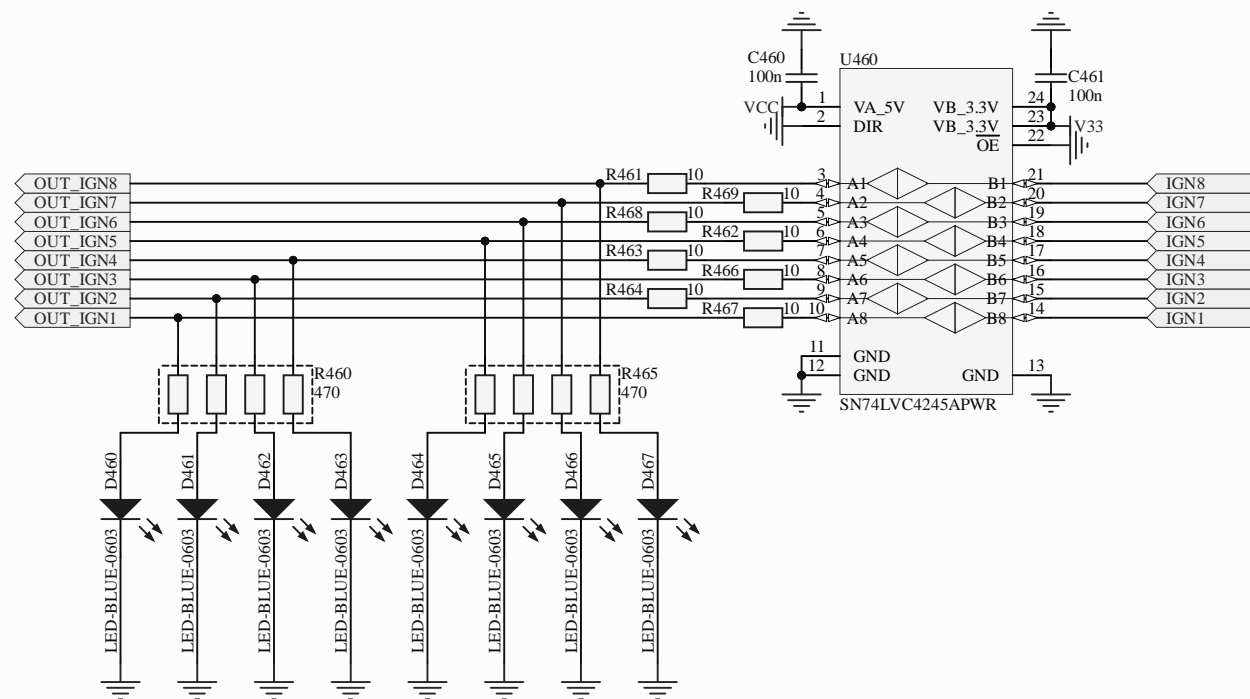 C460
100n
U460
C461
100n
VCC 1 VA_5V VB_3.3V 24
2 DIR VB_3.3V 23 V33
OE 22
OUT_IGN8 R461 10 3 A1 B1 21 IGN8
OUT_IGN7 R469 10 4 A2 B2 20 IGN7
OUT_IGN6 R468 10 5 A3 B3 19 IGN6
OUT_IGN5 R462 10 6 A4 B4 18 IGN5
OUT_IGN4 R463 10 7 A5 B5 17 IGN4
OUT_IGN3 R466 10 8 A6 B6 16 IGN3
OUT_IGN2 R464 10 9 A7 B7 15 IGN2
OUT_IGN1 R467 10 10 A8 B8 14 IGN1
11 GND
12 GND GND 13
SN74LVC4245APWR
R460
470
R465
470
D460
D461
D462
D463
D464
D465
D466
D467
LED-BLUE-0603
LED-BLUE-0603
LED-BLUE-0603
LED-BLUE-0603
LED-BLUE-0603
LED-BLUE-0603
LED-BLUE-0603
LED-BLUE-0603